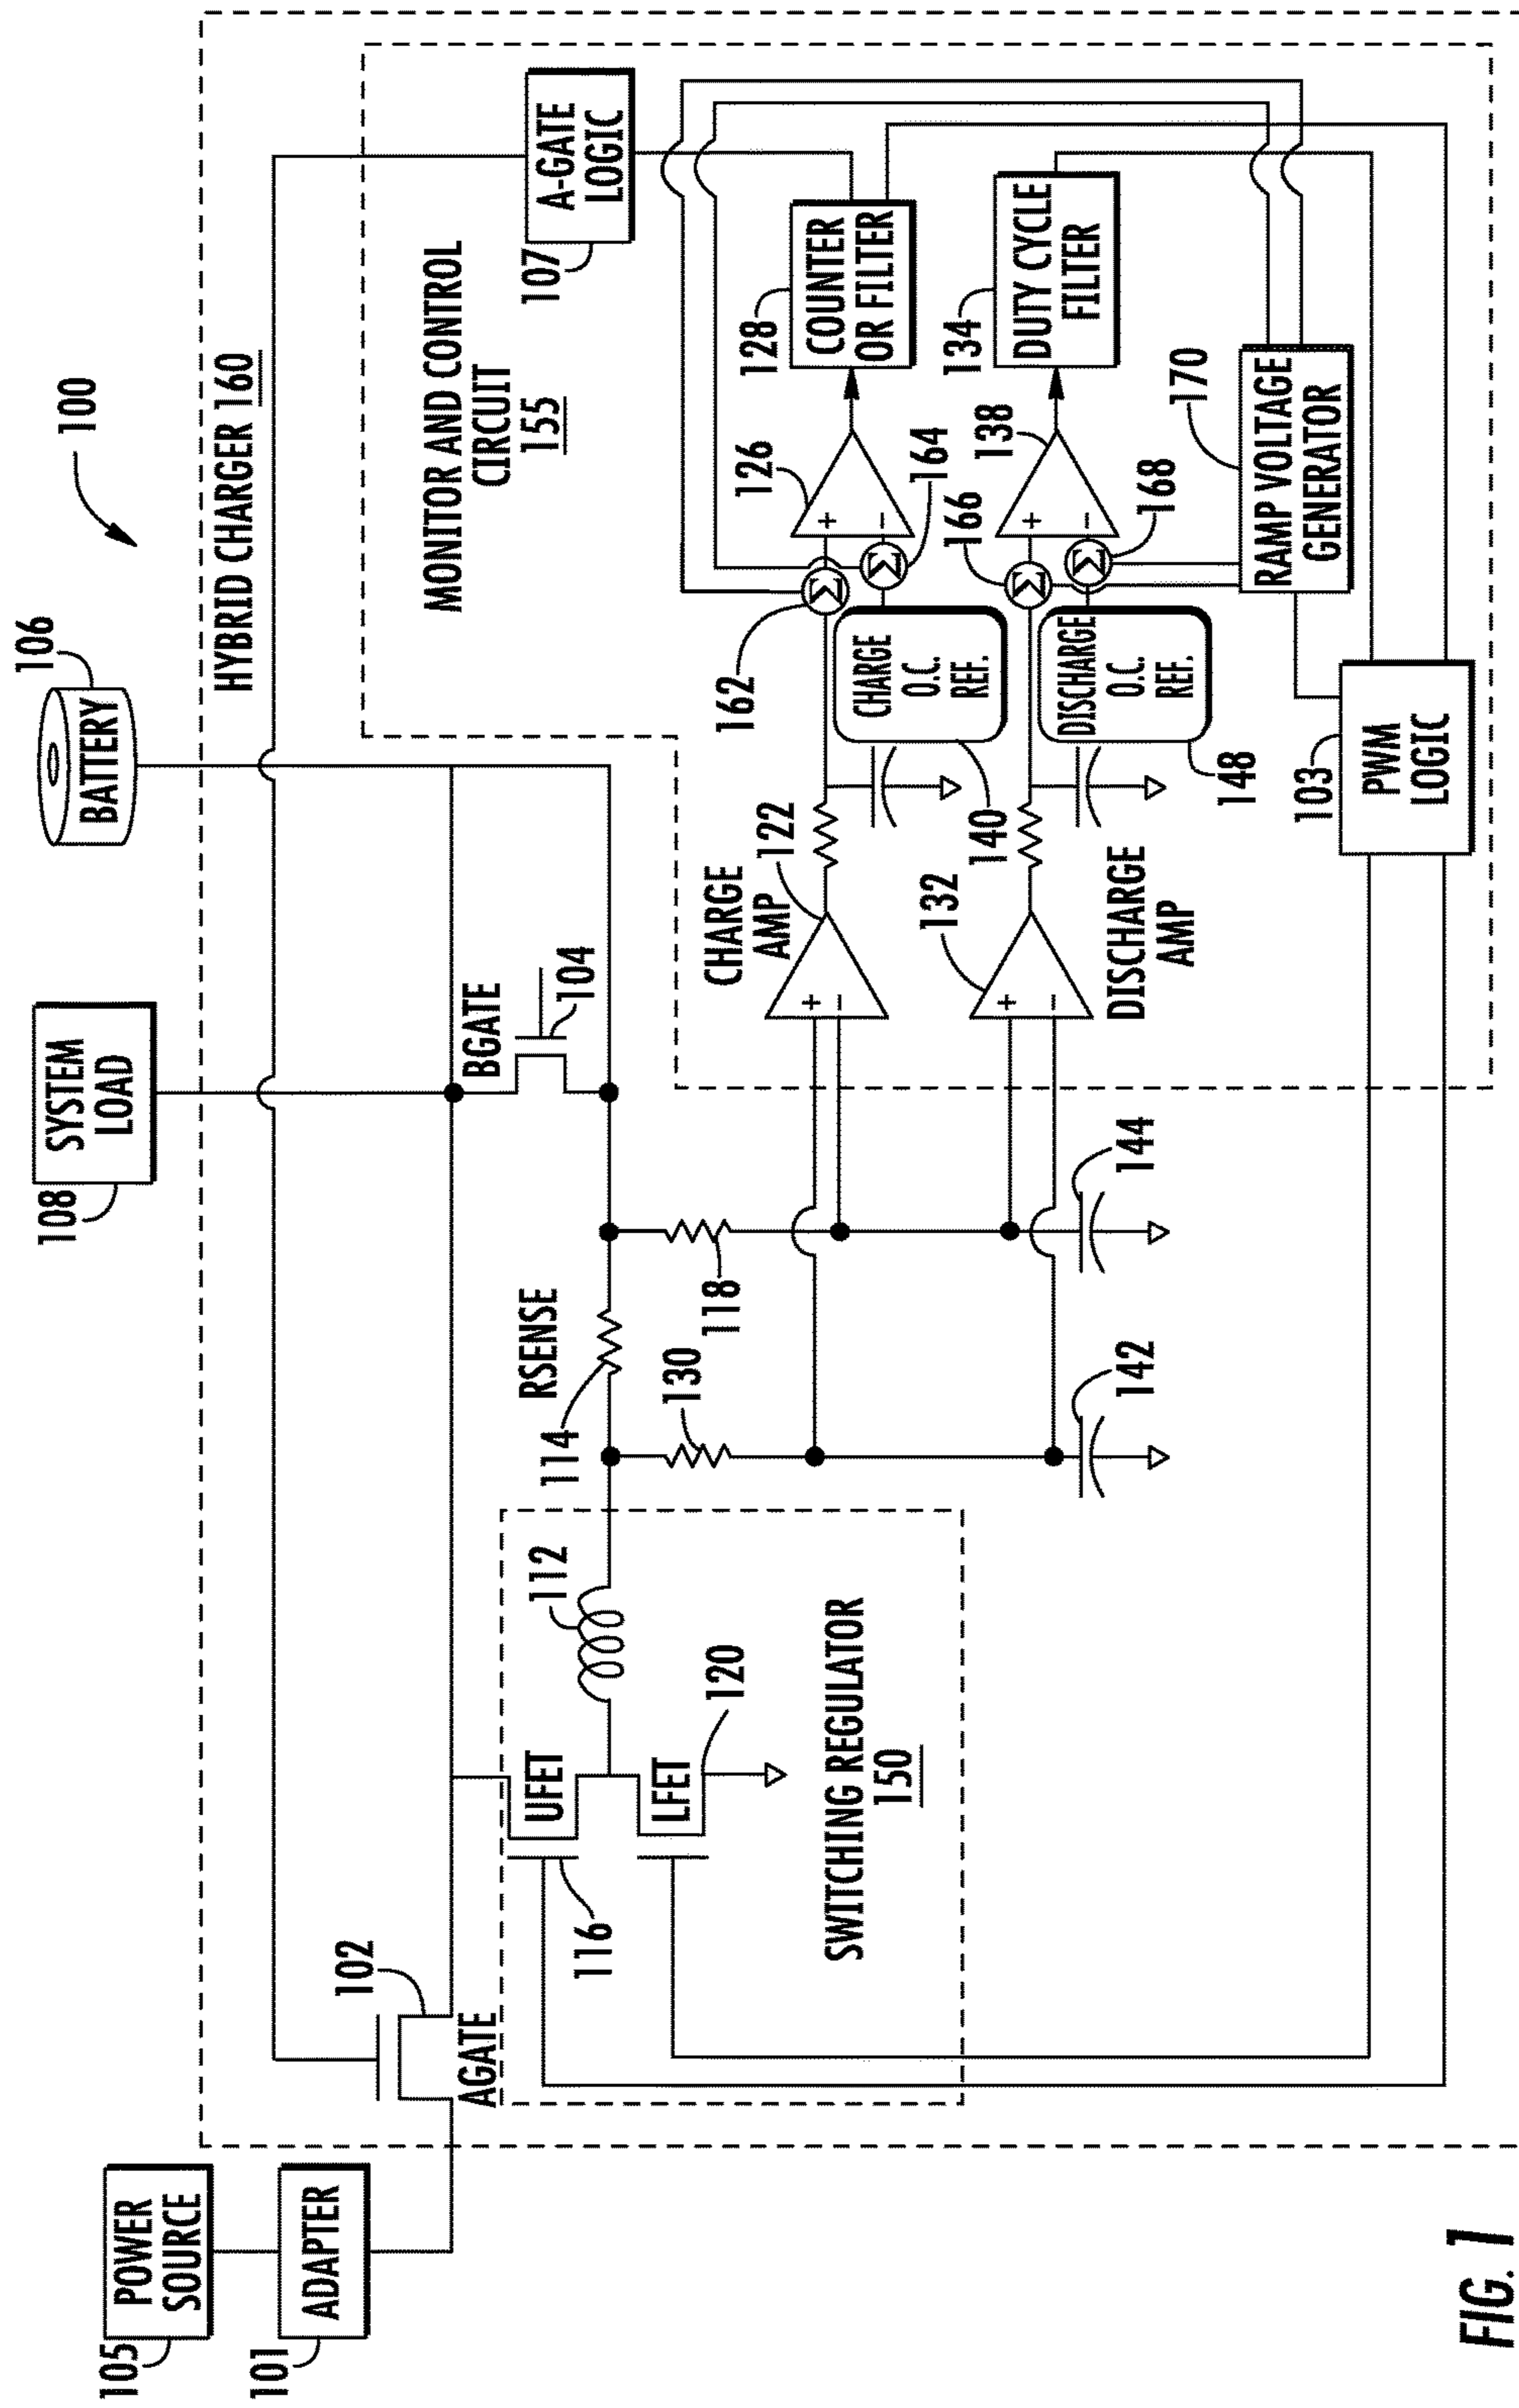 100
POWER
SOURCE
105
ADAPTER
101
SYSTEM
LOAD
108
BATTERY
106
HYBRID CHARGER 160
102
AGATE
BGATE
104
MONITOR AND CONTROL
CIRCUIT
155
A-GATE
LOGIC
107
UFET
116
LFET
120
112
SWITCHING REGULATOR
150
RSENSE
114
130
118
142
144
CHARGE
AMP
122
132
DISCHARGE
AMP
+
−
+
−
162
CHARGE
O.C.
REF.
140
DISCHARGE
O.C.
REF.
148
Σ
Σ
164
166
Σ
Σ
168
126
+
−
138
+
−
128
COUNTER
OR FILTER
134
DUTY CYCLE
FILTER
170
RAMP VOLTAGE
GENERATOR
103
PWM
LOGIC
FIG. 1